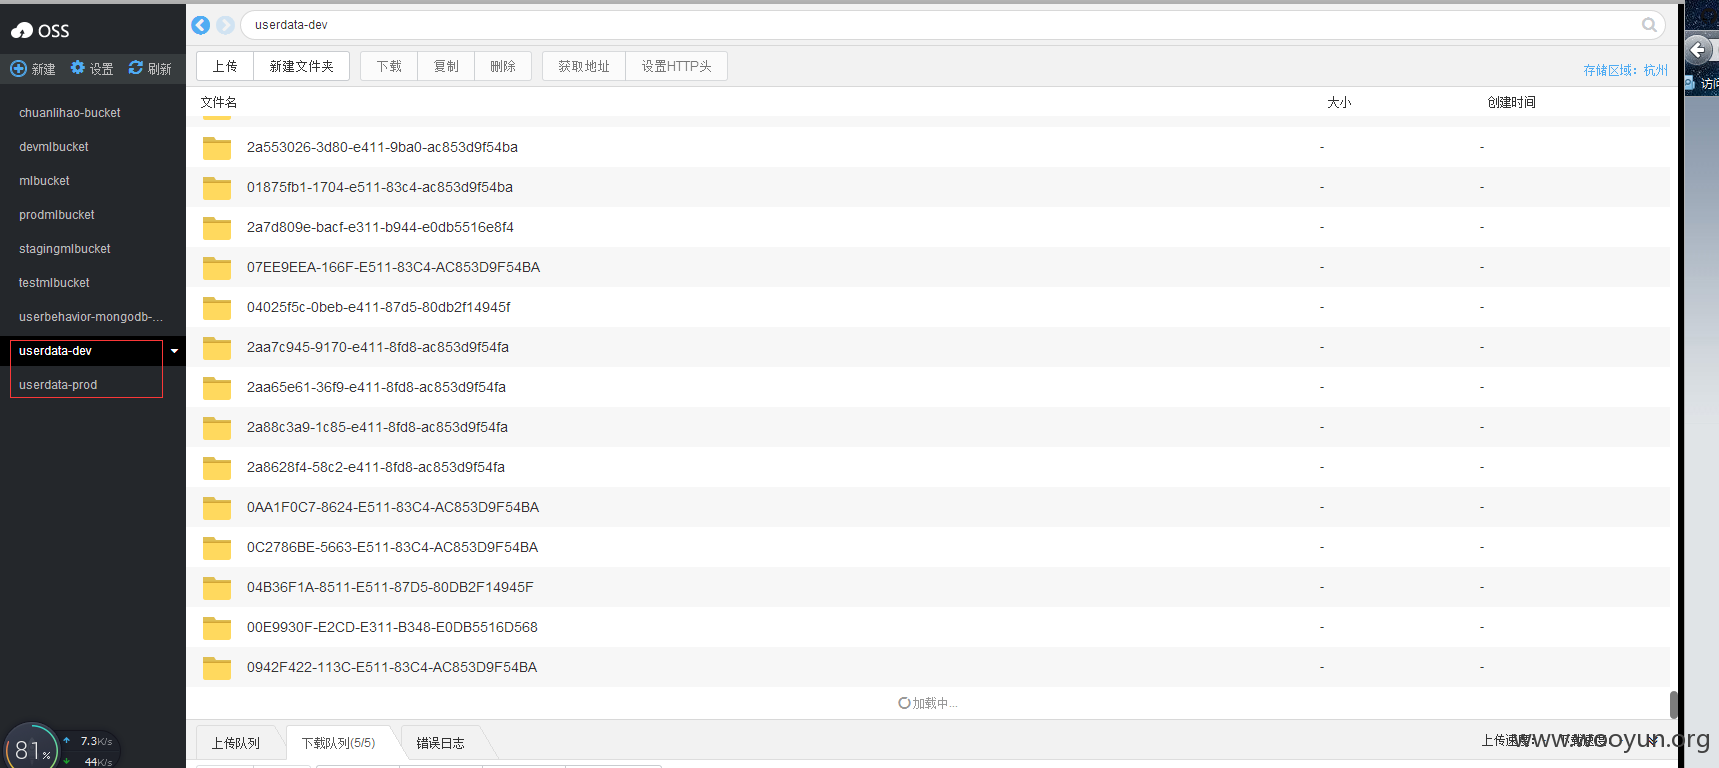 OSS
userdata-dev
新建 设置 刷新
上传 新建文件夹 下载 复制 删除 获取地址 设置HTTP头
存储区域：杭州
访问
文件名 大小 创建时间
chuanlihao-bucket
devmlbucket
mlbucket
prodmlbucket
stagingmlbucket
testmlbucket
userbehavior-mongodb-...
userdata-dev
userdata-prod
2a553026-3d80-e411-9ba0-ac853d9f54ba - -
01875fb1-1704-e511-83c4-ac853d9f54ba - -
2a7d809e-bacf-e311-b944-e0db5516e8f4 - -
07EE9EEA-166F-E511-83C4-AC853D9F54BA - -
04025f5c-0beb-e411-87d5-80db2f14945f - -
2aa7c945-9170-e411-8fd8-ac853d9f54fa - -
2aa65e61-36f9-e411-8fd8-ac853d9f54fa - -
2a88c3a9-1c85-e411-8fd8-ac853d9f54fa - -
2a8628f4-58c2-e411-8fd8-ac853d9f54fa - -
0AA1F0C7-8624-E511-83C4-AC853D9F54BA - -
0C2786BE-5663-E511-83C4-AC853D9F54BA - -
04B36F1A-8511-E511-87D5-80DB2F14945F - -
00E9930F-E2CD-E311-B348-E0DB5516D568 - -
0942F422-113C-E511-83C4-AC853D9F54BA - -
加载中...
上传队列 下载队列(5/5) 错误日志
上传速度: 下载速度:
www.wooyun.org
81%
7.3K/s
44K/s